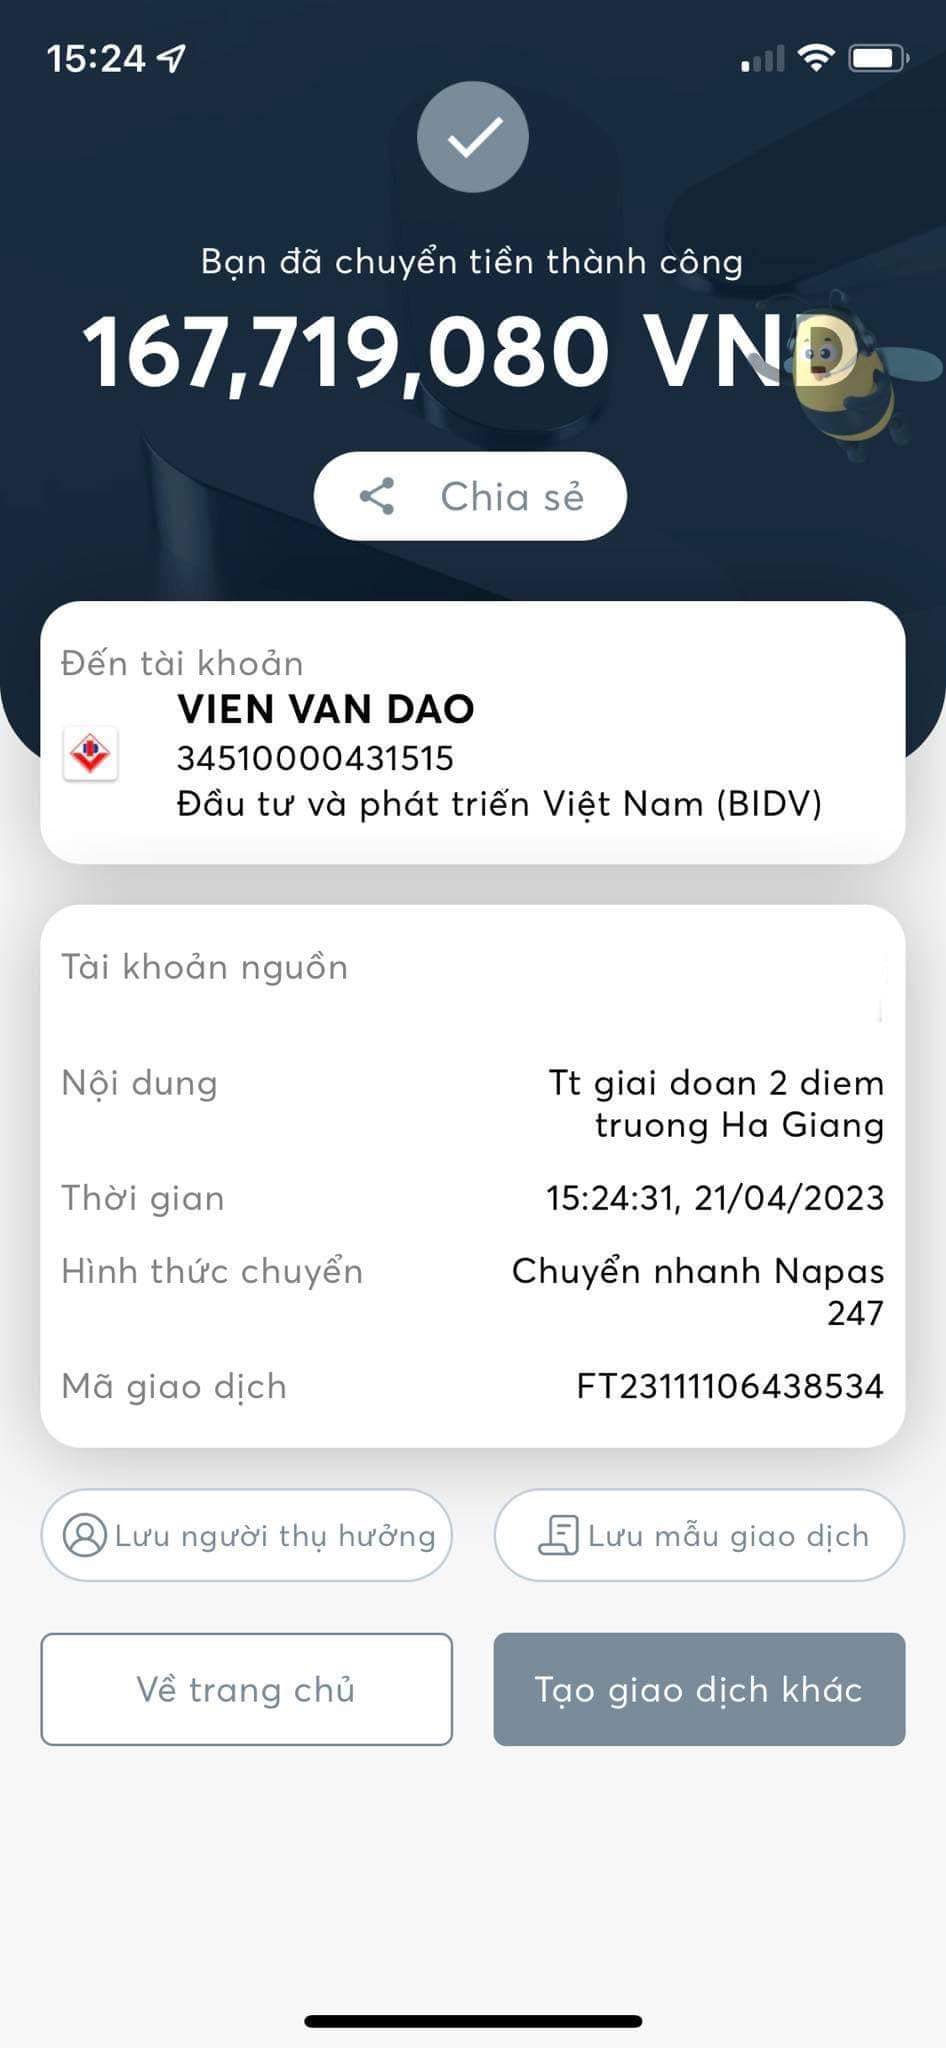 15:24
Bạn đã chuyển tiền thành công
167,719,080 VND
Chia sẻ
Đến tài khoản
VIEN VAN DAO
34510000431515
Đầu tư và phát triển Việt Nam (BIDV)
Tài khoản nguồn
Nội dung
Tt giai doan 2 diem
truong Ha Giang
Thời gian
15:24:31, 21/04/2023
Hình thức chuyển
Chuyển nhanh Napas
247
Mã giao dịch
FT23111106438534
Lưu người thụ hưởng
Lưu mẫu giao dịch
Về trang chủ
Tạo giao dịch khác